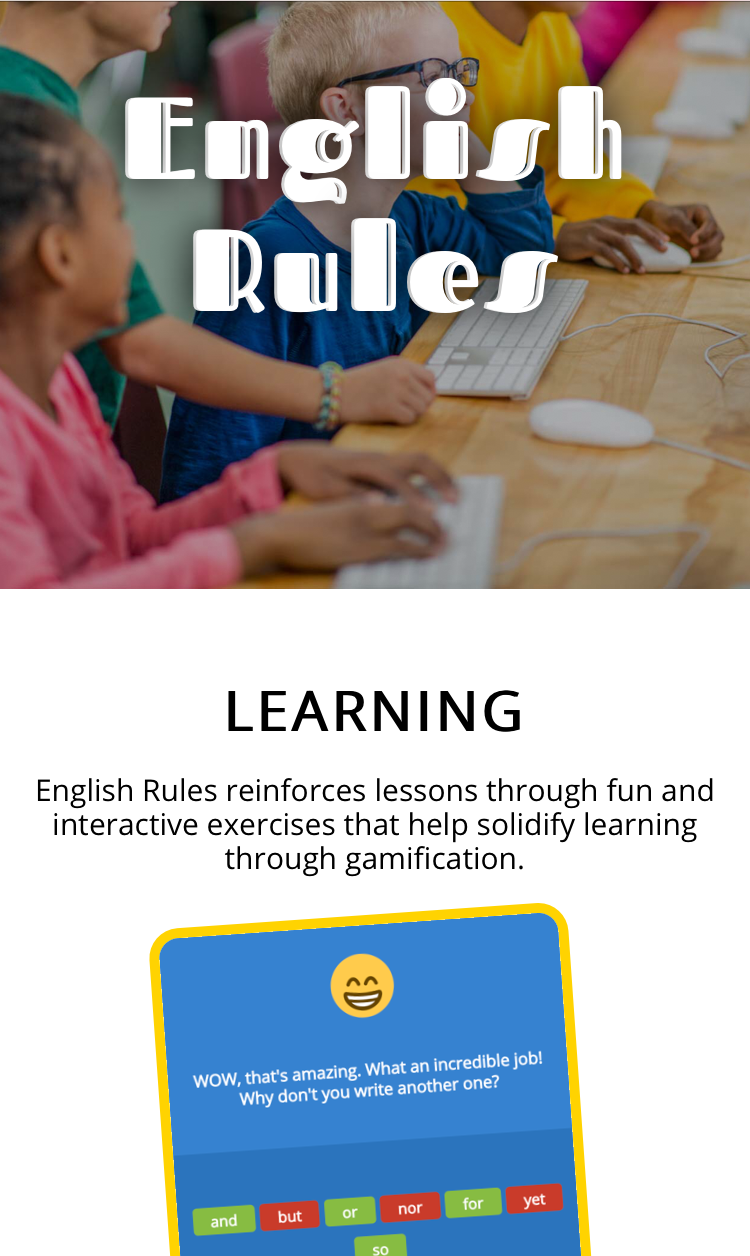 English
Rules
LEARNING
English Rules reinforces lessons through fun and
interactive exercises that help solidify learning
through gamification.
WOW, that's amazing. What an incredible job!
Why don't you write another one?
and but or nor for yet
so